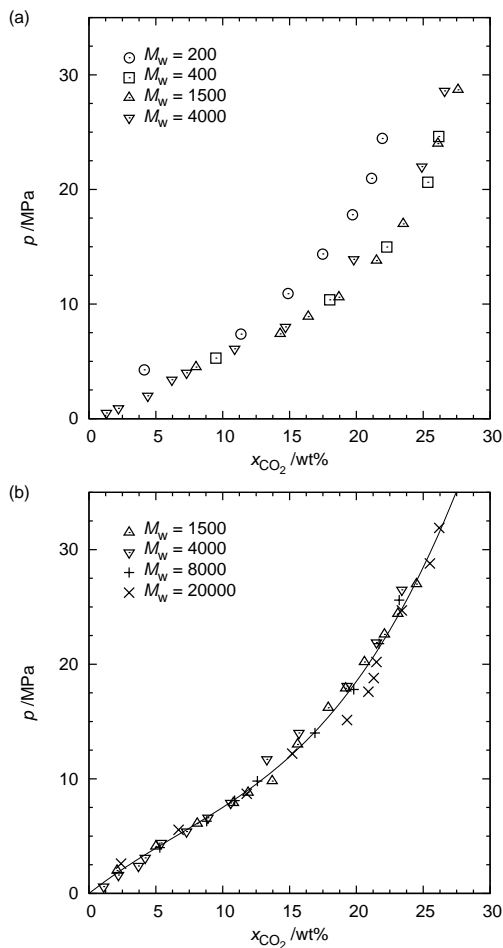 (a)
M_w = 200
M_w = 400
M_w = 1500
M_w = 4000
30
20
10
0
p /MPa
0 5 10 15 20 25 30
x_CO₂ /wt%
(b)
M_w = 1500
M_w = 4000
M_w = 8000
M_w = 20000
30
20
10
0
p /MPa
0 5 10 15 20 25 30
x_CO₂ /wt%